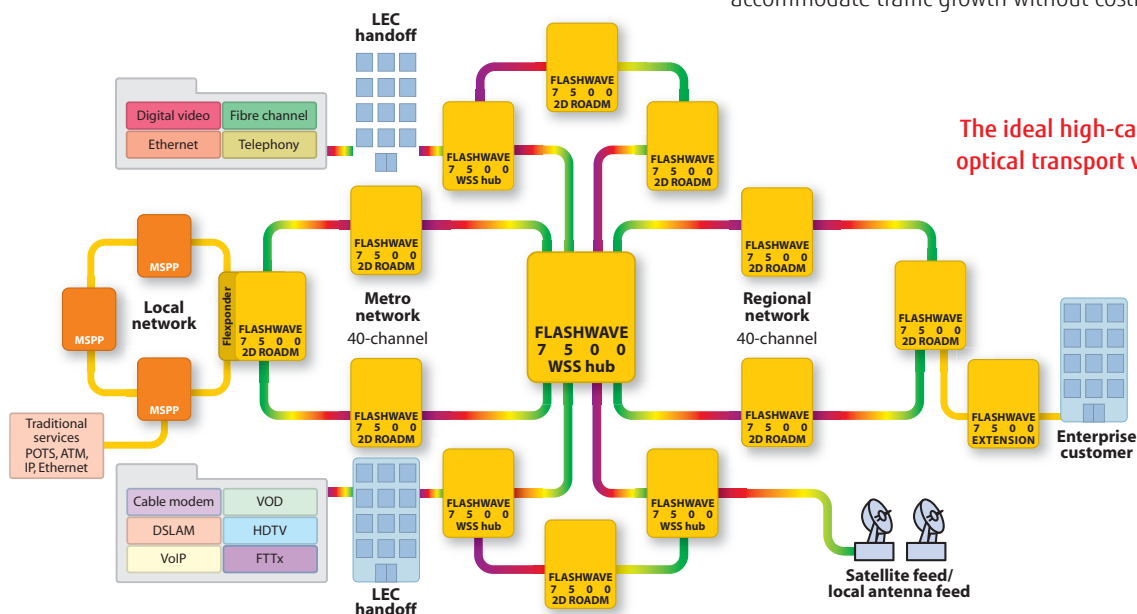 accommodate traffic growth without costl
LEC
handoff
FLASHWAVE
7 5 0 0
2D ROADM
Digital video
Fibre channel
Ethernet
Telephony
FLASHWAVE
7 5 0 0
WSS hub
FLASHWAVE
7 5 0 0
2D ROADM
The ideal high-ca
optical transport v
MSPP
FLASHWAVE
7 5 0 0
2D ROADM
FLASHWAVE
7 5 0 0
2D ROADM
MSPP
Local
network
Flexponder
FLASHWAVE
7 5 0 0
2D ROADM
Metro
network
40-channel
FLASHWAVE
7 5 0 0
WSS hub
Regional
network
40-channel
FLASHWAVE
7 5 0 0
2D ROADM
MSPP
FLASHWAVE
7 5 0 0
2D ROADM
FLASHWAVE
7 5 0 0
2D ROADM
FLASHWAVE
7 5 0 0
EXTENSION
Enterprise
customer
Traditional
services
POTS, ATM,
IP, Ethernet
Cable modem
VOD
DSLAM
HDTV
VoIP
FTTx
LEC
handoff
FLASHWAVE
7 5 0 0
WSS hub
FLASHWAVE
7 5 0 0
2D ROADM
FLASHWAVE
7 5 0 0
WSS hub
Satellite feed/
local antenna feed